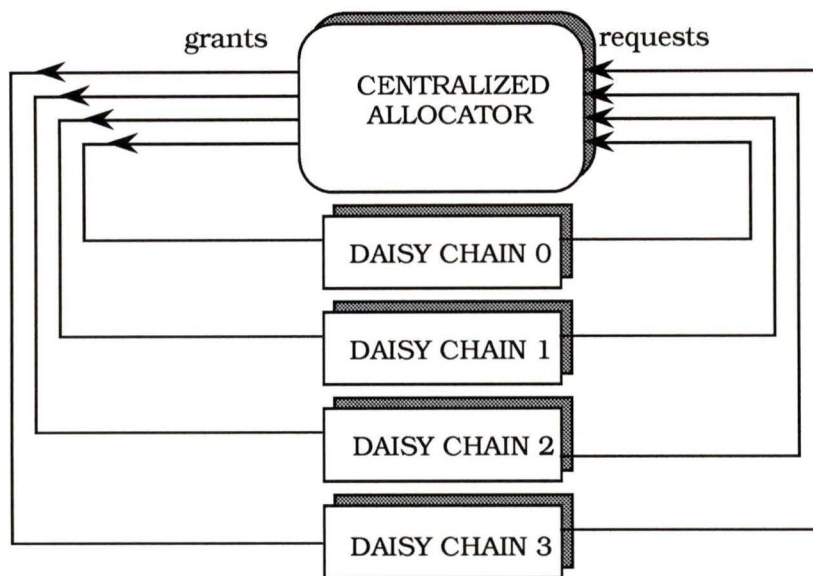 grants
requests
CENTRALIZED
ALLOCATOR
DAISY CHAIN 0
DAISY CHAIN 1
DAISY CHAIN 2
DAISY CHAIN 3